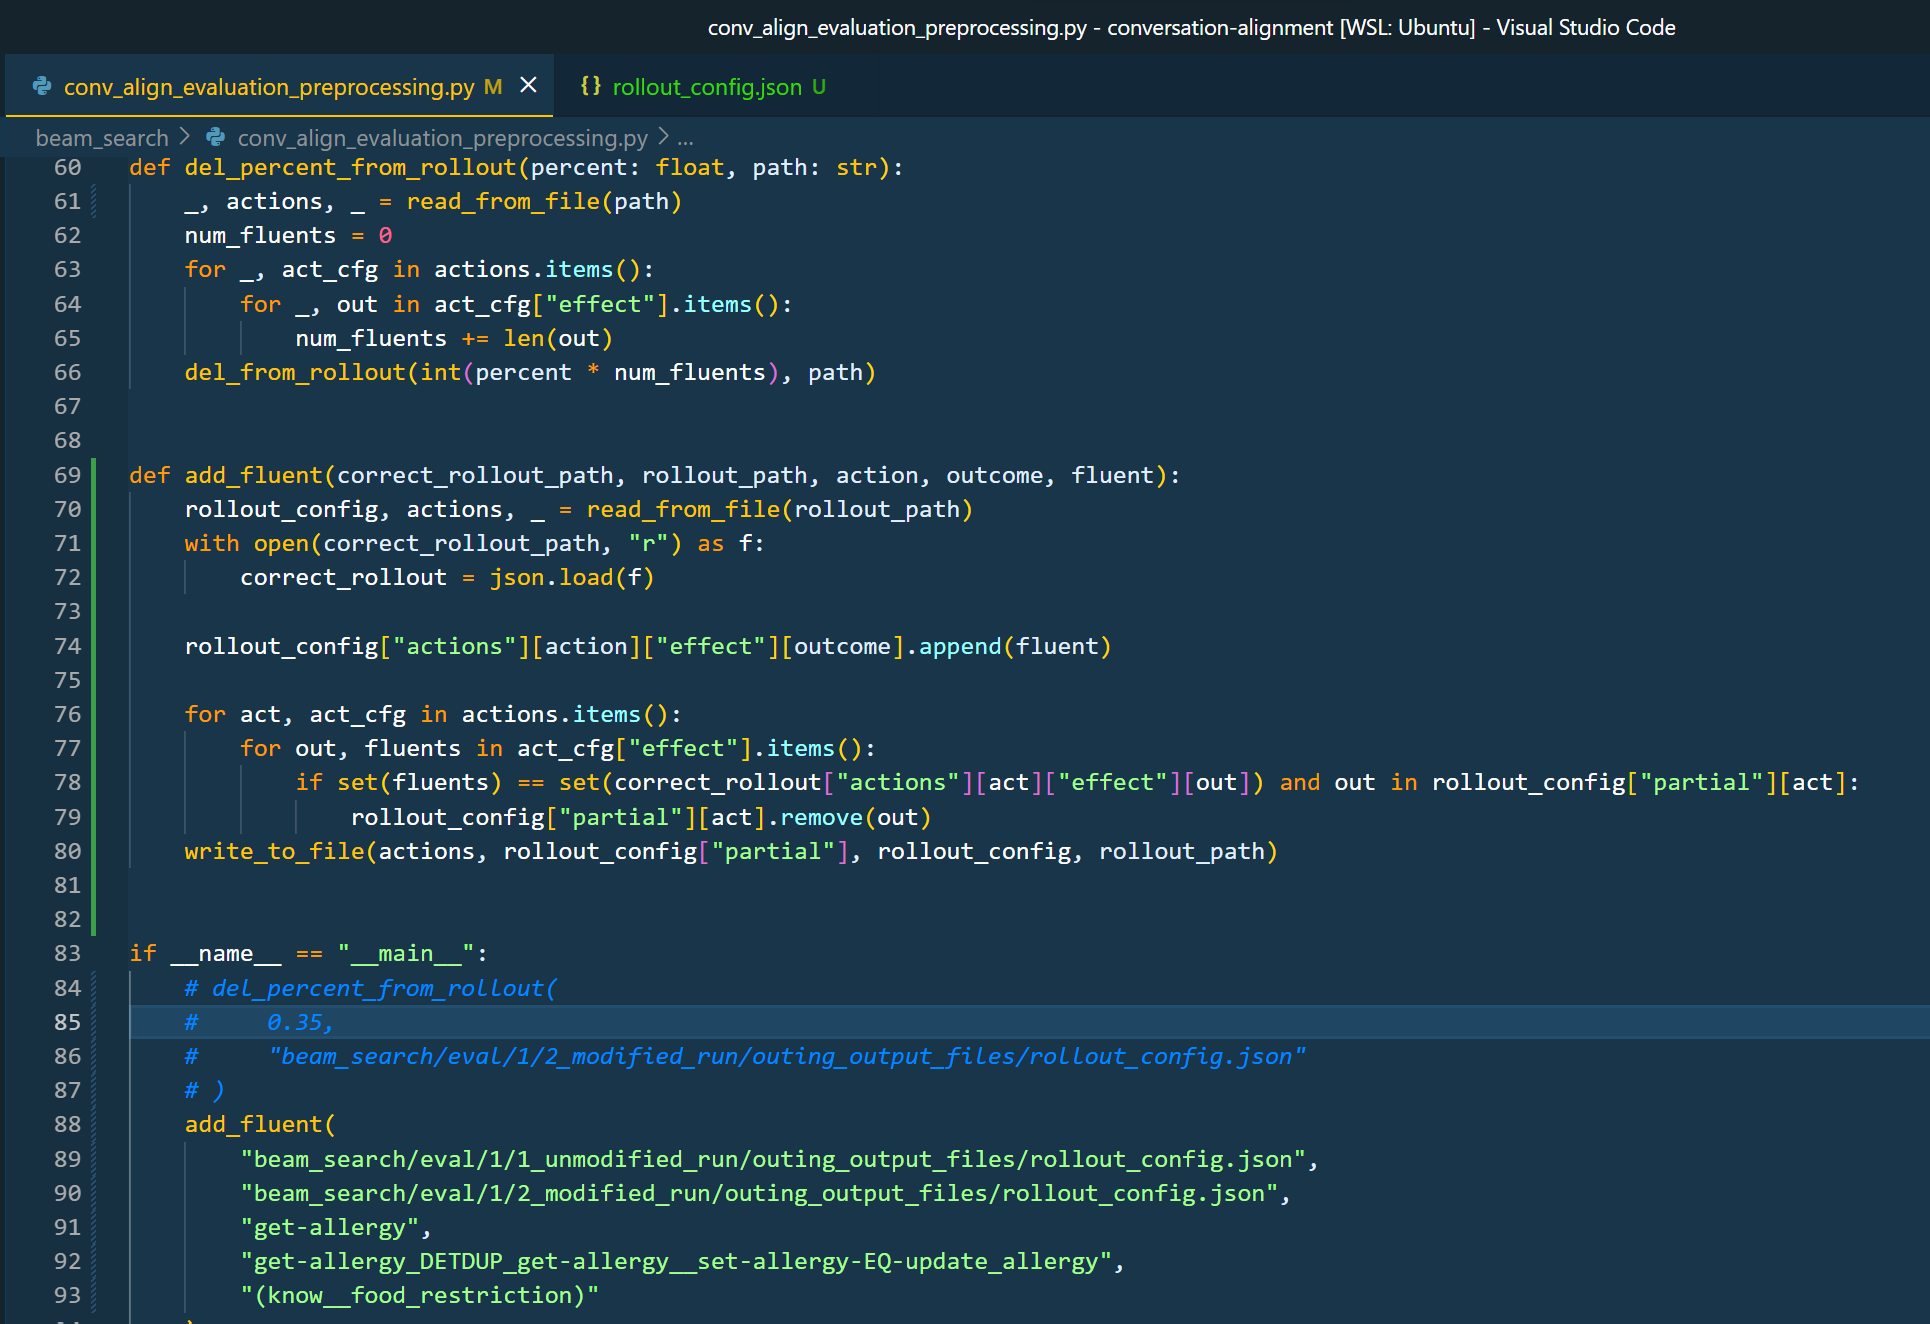 conv_align_evaluation_preprocessing.py - conversation-alignment [WSL: Ubuntu] - Visual Studio Code
conv_align_evaluation_preprocessing.py M × {} rollout_config.json U
beam_search > conv_align_evaluation_preprocessing.py > ...
60 def del_percent_from_rollout(percent: float, path: str):
61     _, actions, _ = read_from_file(path)
62     num_fluents = 0
63     for _, act_cfg in actions.items():
64         for _, out in act_cfg["effect"].items():
65             num_fluents += len(out)
66     del_from_rollout(int(percent * num_fluents), path)
67
68
69 def add_fluent(correct_rollout_path, rollout_path, action, outcome, fluent):
70     rollout_config, actions, _ = read_from_file(rollout_path)
71     with open(correct_rollout_path, "r") as f:
72         correct_rollout = json.load(f)
73
74     rollout_config["actions"][action]["effect"][outcome].append(fluent)
75
76     for act, act_cfg in actions.items():
77         for out, fluents in act_cfg["effect"].items():
78             if set(fluents) == set(correct_rollout["actions"][act]["effect"][out]) and out in rollout_config["partial"][act]:
79                 rollout_config["partial"][act].remove(out)
80     write_to_file(actions, rollout_config["partial"], rollout_config, rollout_path)
81
82
83 if __name__ == "__main__":
84     # del_percent_from_rollout(
85     #     0.35,
86     #     "beam_search/eval/1/2_modified_run/outing_output_files/rollout_config.json"
87     # )
88     add_fluent(
89         "beam_search/eval/1/1_unmodified_run/outing_output_files/rollout_config.json",
90         "beam_search/eval/1/2_modified_run/outing_output_files/rollout_config.json",
91         "get-allergy",
92         "get-allergy_DETDUP_get-allergy__set-allergy-EQ-update_allergy",
93         "(know__food_restriction)"